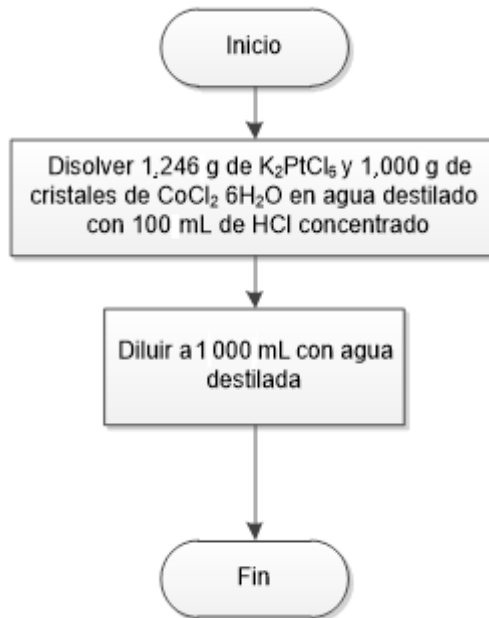 Inicio
Disolver 1,246 g de K₂PtCl₆ y 1,000 g de
cristales de CoCl₂ 6H₂O en agua destilado
con 100 mL de HCl concentrado
Diluir a 1 000 mL con agua
destilada
Fin